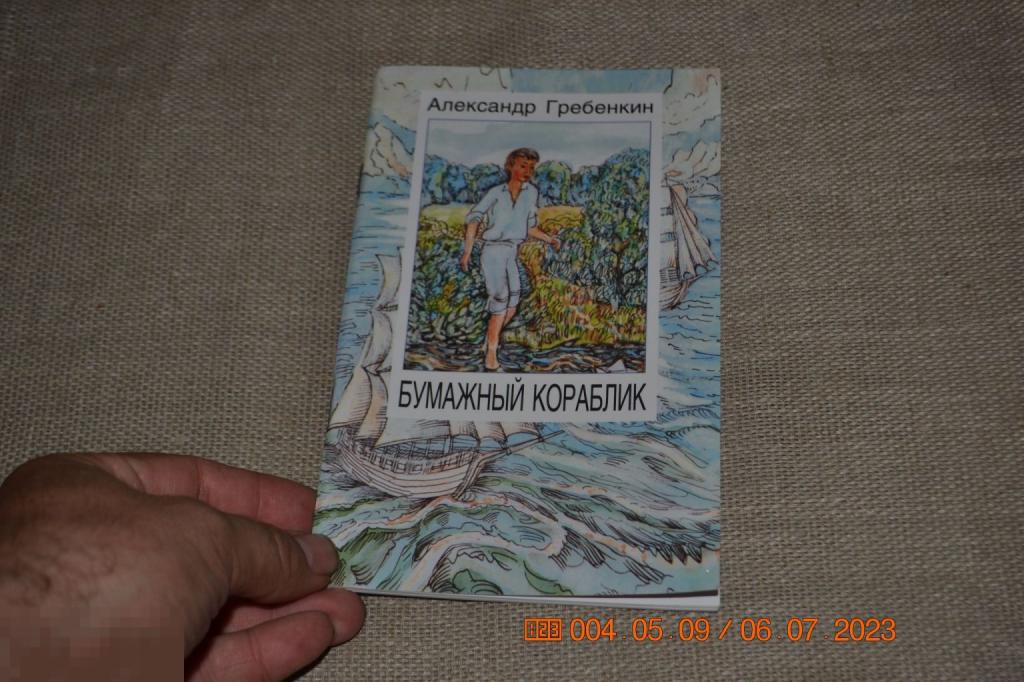 Александр Гребенкин
БУМАЖНЫЙ КОРАБЛИК
004.05.09 / 06.07.2023